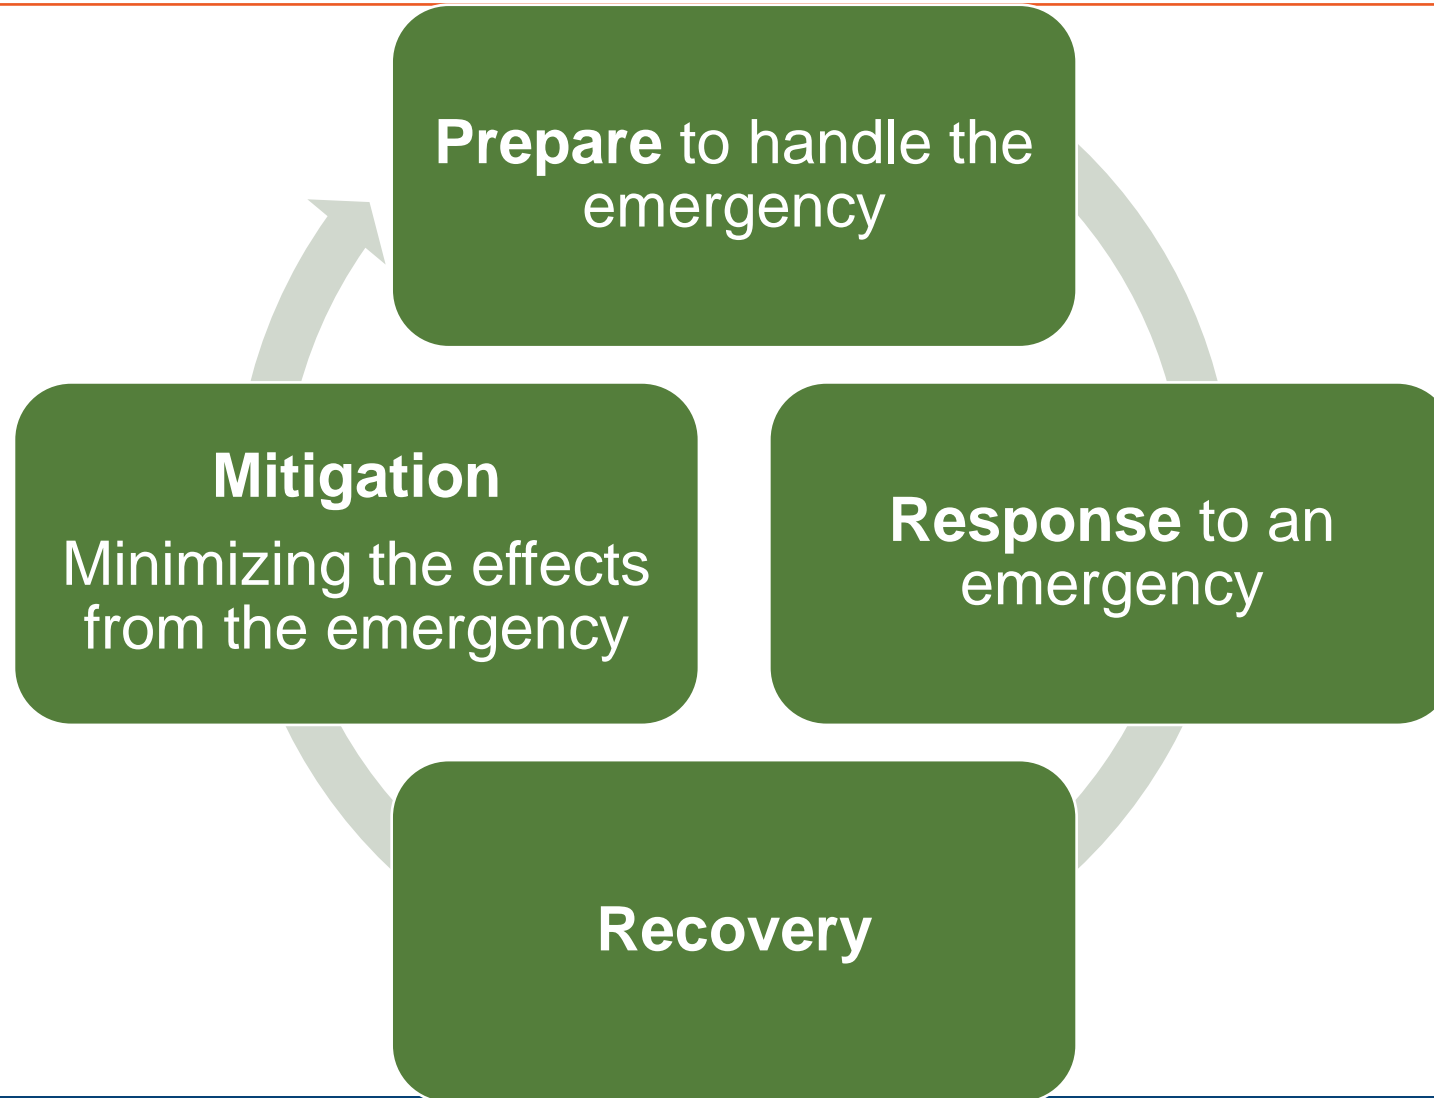 Prepare to handle the
emergency
Response to an
emergency
Recovery
Mitigation
Minimizing the effects
from the emergency